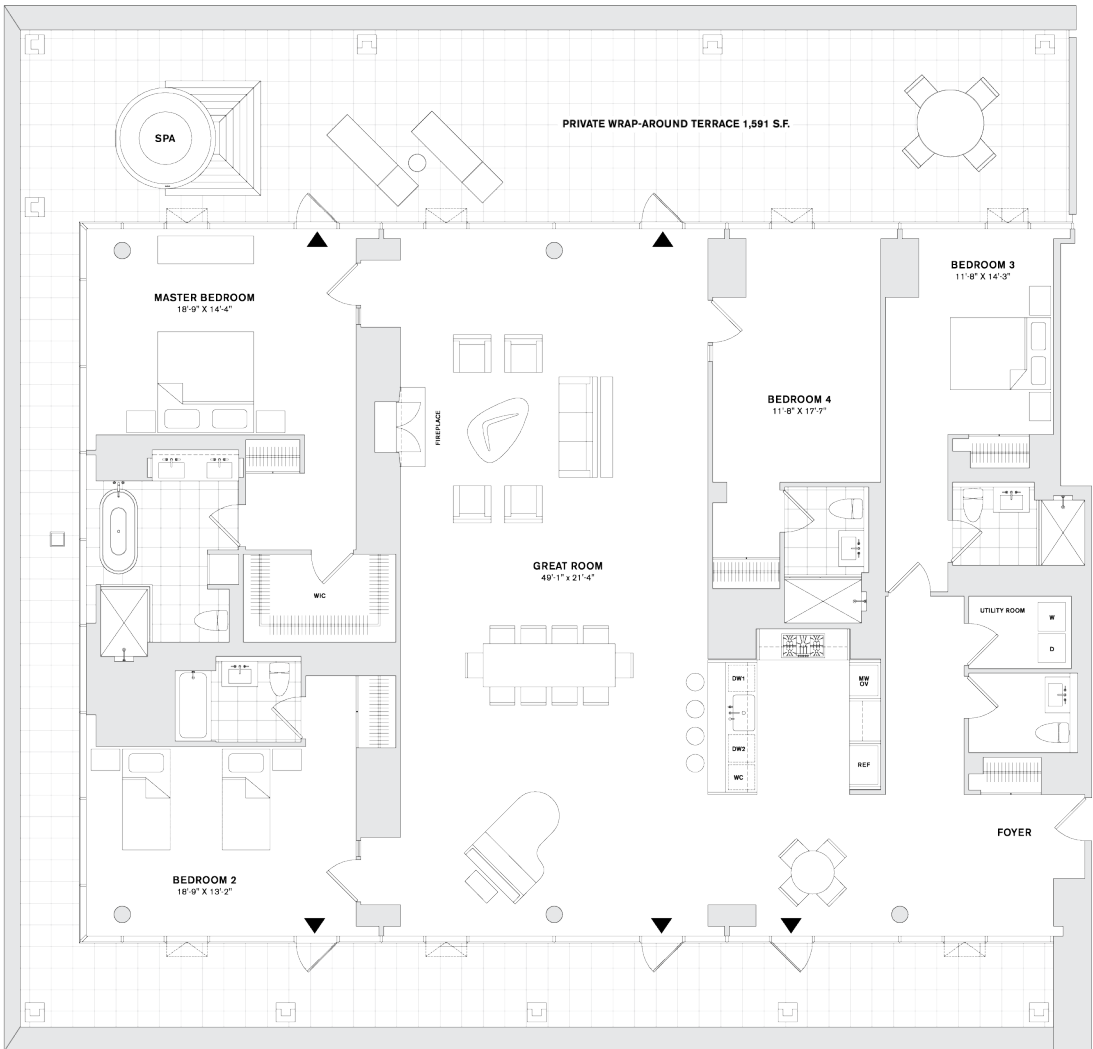 PRIVATE WRAP-AROUND TERRACE 1,591 S.F.
SPA
MASTER BEDROOM
18'-9" X 14'-4"
BEDROOM 3
11'-8" X 14'-3"
BEDROOM 4
11'-8" X 17'-7"
FIREPLACE
GREAT ROOM
49'-1" x 21'-4"
WIC
UTILITY ROOM
W
D
DW1
MW
OV
DW2
WC
REF
FOYER
BEDROOM 2
18'-9" X 13'-2"